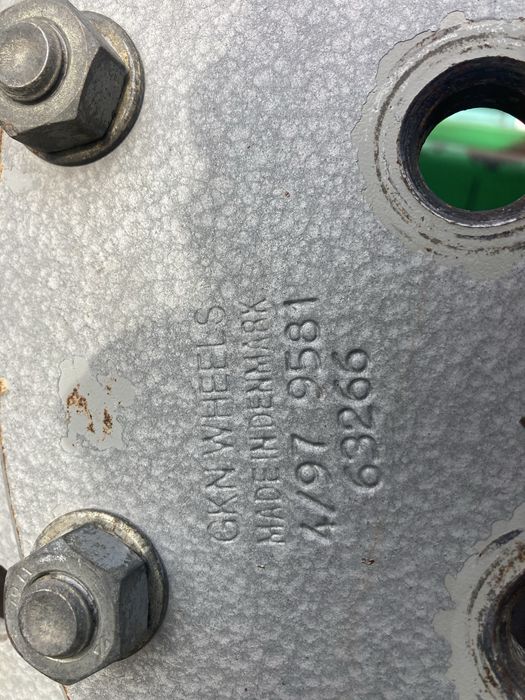 GKN WHEELS
MADE IN DENMARK
4/97 9581
63266